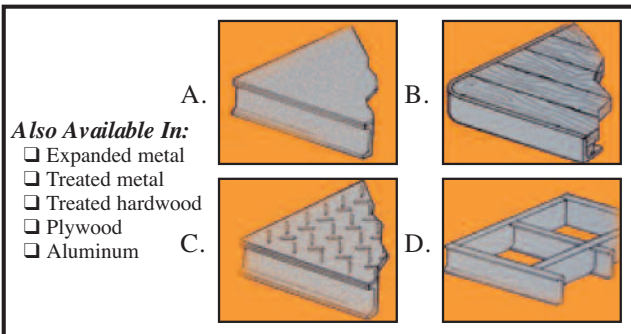 A.
B.
Also Available In:
❑ Expanded metal
❑ Treated metal
❑ Treated hardwood
❑ Plywood
❑ Aluminum
C.
D.